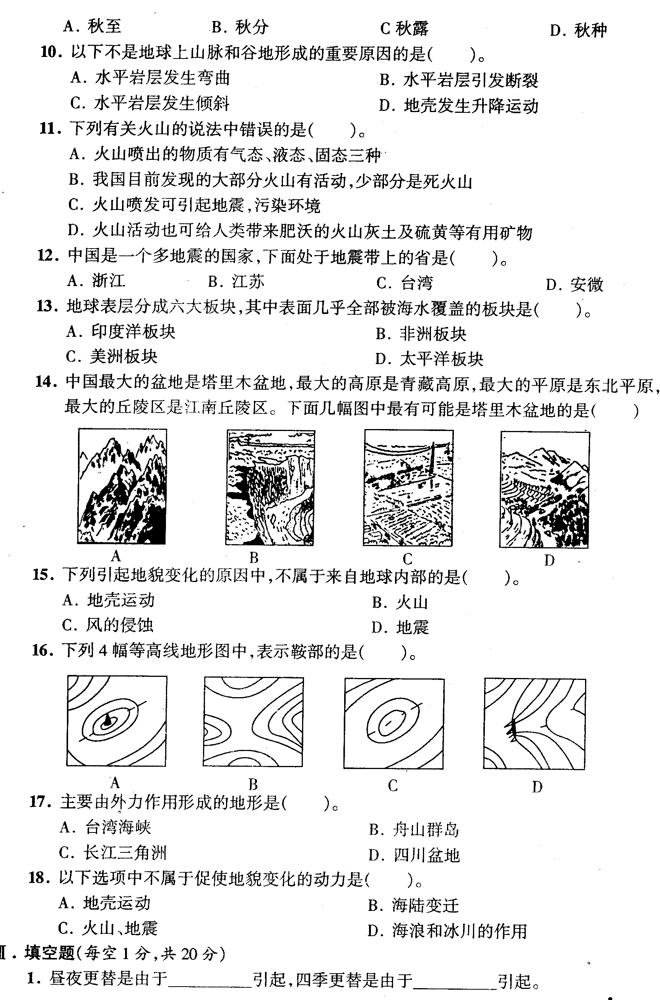 A. 秋至 B. 秋分 C 秋露 D. 秋种
10. 以下不是地球上山脉和谷地形成的重要原因的是( )。
A. 水平岩层发生弯曲 B. 水平岩层引发断裂
C. 水平岩层发生倾斜 D. 地壳发生升降运动
11. 下列有关火山的说法中错误的是( )。
A. 火山喷出的物质有气态、液态、固态三种
B. 我国目前发现的大部分火山有活动,少部分是死火山
C. 火山喷发可引起地震,污染环境
D. 火山活动也可给人类带来肥沃的火山灰土及硫黄等有用矿物
12. 中国是一个多地震的国家,下面处于地震带上的省是( )。
A. 浙江 B. 江苏 C. 台湾 D. 安微
13. 地球表层分成六大板块,其中表面几乎全部被海水覆盖的板块是( )。
A. 印度洋板块 B. 非洲板块
C. 美洲板块 D. 太平洋板块
14. 中国最大的盆地是塔里木盆地,最大的高原是青藏高原,最大的平原是东北平原,
最大的丘陵区是江南丘陵区。下面几幅图中最有可能是塔里木盆地的是( )
A B C D
15. 下列引起地貌变化的原因中,不属于来自地球内部的是( )。
A. 地壳运动 B. 火山
C. 风的侵蚀 D. 地震
16. 下列 4 幅等高线地形图中,表示鞍部的是( )。
A B C D
17. 主要由外力作用形成的地形是( )。
A. 台湾海峡 B. 舟山群岛
C. 长江三角洲 D. 四川盆地
18. 以下选项中不属于促使地貌变化的动力是( )。
A. 地壳运动 B. 海陆变迁
C. 火山、地震 D. 海浪和冰川的作用
Ⅱ. 填空题(每空 1 分,共 20 分)
1. 昼夜更替是由于________引起,四季更替是由于________引起。